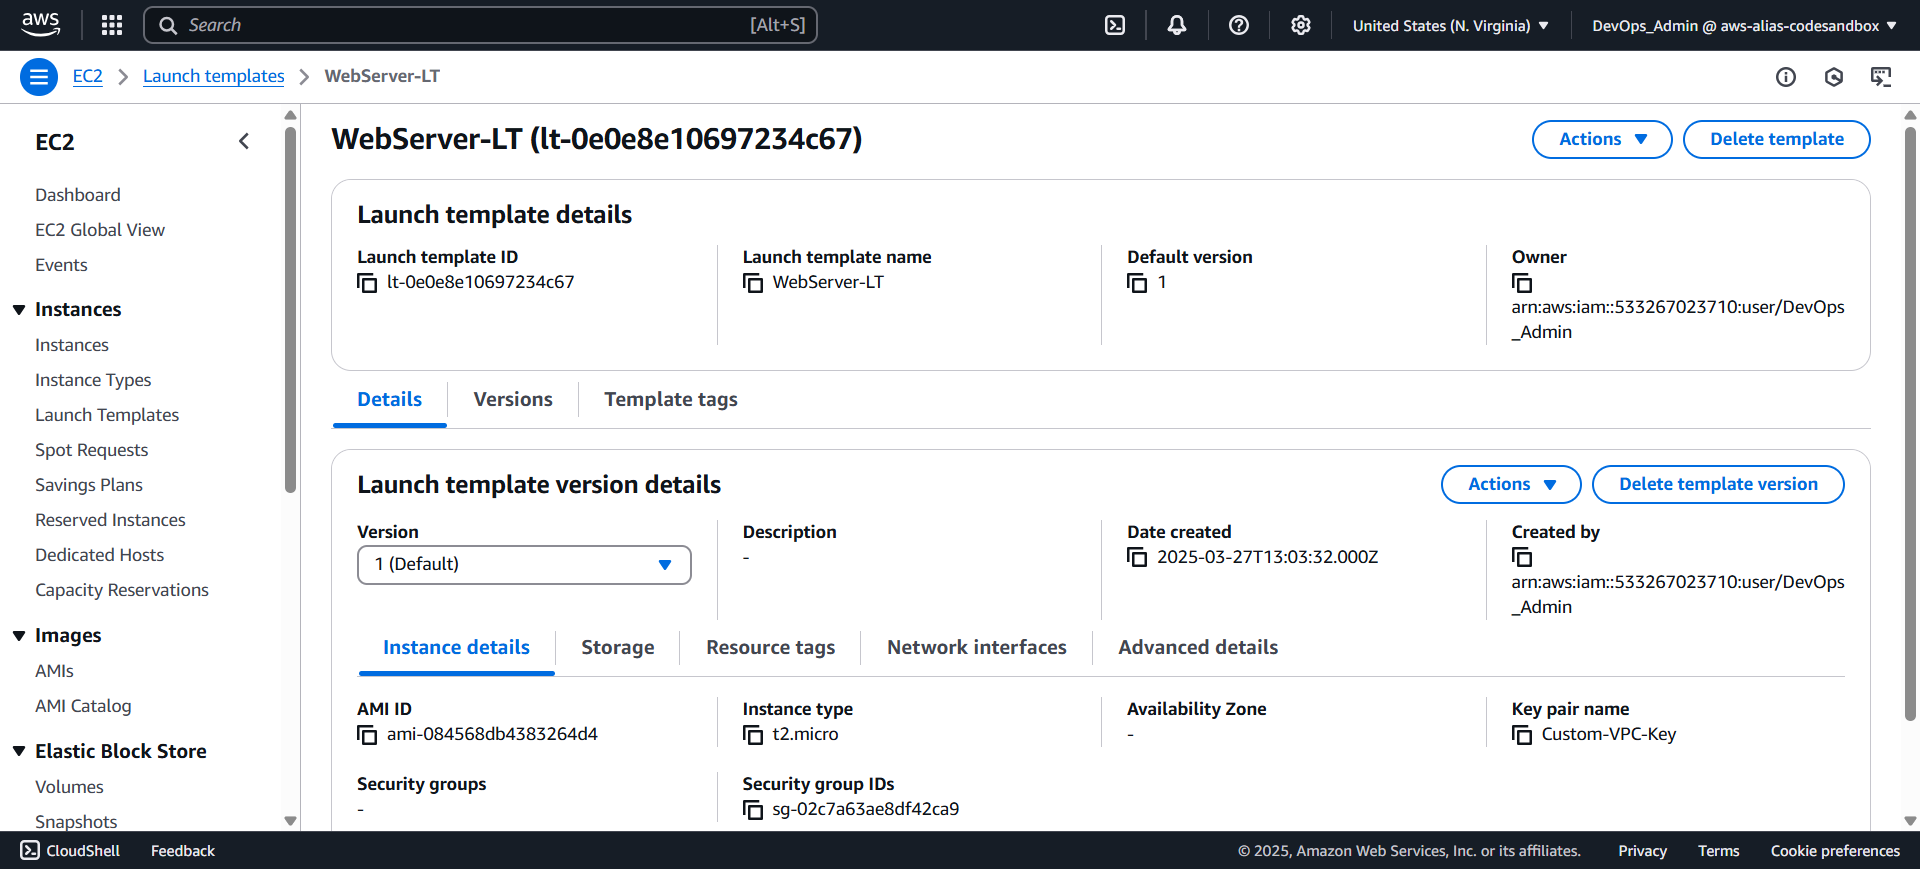 aws
Search
[Alt+S]
United States (N. Virginia)
DevOps_Admin @ aws-alias-codesandbox
EC2
Launch templates
WebServer-LT
EC2
Dashboard
EC2 Global View
Events
Instances
Instances
Instance Types
Launch Templates
Spot Requests
Savings Plans
Reserved Instances
Dedicated Hosts
Capacity Reservations
Images
AMIs
AMI Catalog
Elastic Block Store
Volumes
Snapshots
WebServer-LT (lt-0e0e8e10697234c67)
Actions
Delete template
Launch template details
Launch template ID
lt-0e0e8e10697234c67
Launch template name
WebServer-LT
Default version
1
Owner
arn:aws:iam::533267023710:user/DevOps
_Admin
Details
Versions
Template tags
Launch template version details
Actions
Delete template version
Version
1 (Default)
Description
-
Date created
2025-03-27T13:03:32.000Z
Created by
arn:aws:iam::533267023710:user/DevOps
_Admin
Instance details
Storage
Resource tags
Network interfaces
Advanced details
AMI ID
ami-084568db4383264d4
Instance type
t2.micro
Availability Zone
-
Key pair name
Custom-VPC-Key
Security groups
-
Security group IDs
sg-02c7a63ae8df42ca9
CloudShell
Feedback
© 2025, Amazon Web Services, Inc. or its affiliates.
Privacy
Terms
Cookie preferences